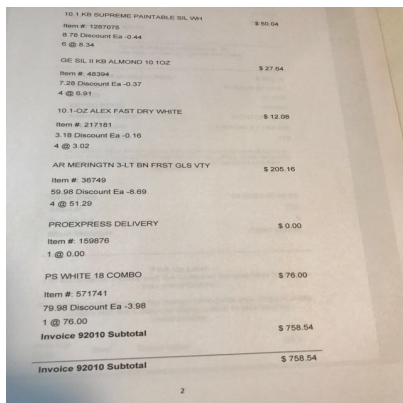 10.1 KB SUPREME PAINTABLE SIL WH $ 50.04
Item #: 1287075
8.78 Discount Ea -0.44
6 @ 8.34
GE SIL II KB ALMOND 10.1OZ $ 27.64
Item #: 48394
7.28 Discount Ea -0.37
4 @ 6.91
10.1-OZ ALEX FAST DRY WHITE $ 12.08
Item #: 217181
3.18 Discount Ea -0.16
4 @ 3.02
AR MERINGTN 3-LT BN FRST GLS VTY $ 205.16
Item #: 36749
59.98 Discount Ea -8.69
4 @ 51.29
PROEXPRESS DELIVERY $ 0.00
Item #: 159876
1 @ 0.00
PS WHITE 18 COMBO $ 76.00
Item #: 571741
79.98 Discount Ea -3.98
1 @ 76.00
Invoice 92010 Subtotal $ 758.54
Invoice 92010 Subtotal $ 758.54
2